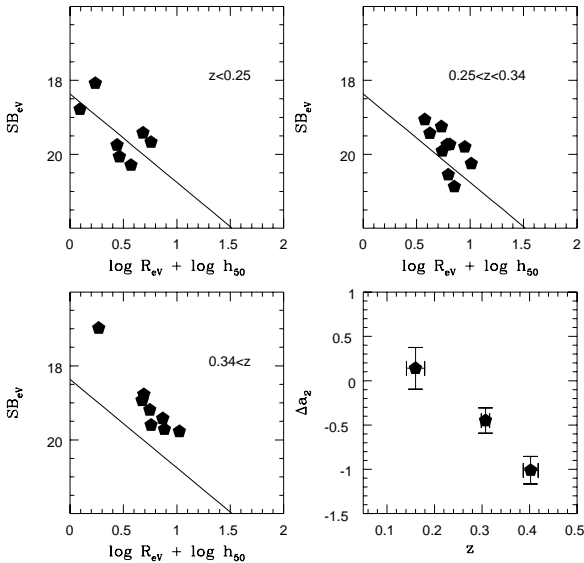 18
20
SB_eV
z<0.25
0 0.5 1 1.5 2
log R_eV + log h_50
18
20
SB_eV
0.25<z<0.34
0 0.5 1 1.5 2
log R_eV + log h_50
18
20
SB_eV
0.34<z
0 0.5 1 1.5 2
log R_eV + log h_50
1
0.5
0
-0.5
-1
-1.5
Δa_2
0.1 0.2 0.3 0.4 0.5
z